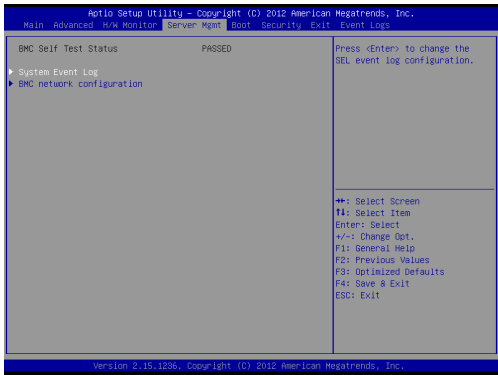 Aptio Setup Utility – Copyright (C) 2012 American Megatrends, Inc.
Main Advanced H/W Monitor Server Mgmt Boot Security Exit Event Logs
BMC Self Test Status PASSED
System Event Log
BMC network configuration
Press <Enter> to change the
SEL event log configuration.
→←: Select Screen
↑↓: Select Item
Enter: Select
+/-: Change Opt.
F1: General Help
F2: Previous Values
F3: Optimized Defaults
F4: Save & Exit
ESC: Exit
Version 2.15.1236. Copyright (C) 2012 American Megatrends, Inc.